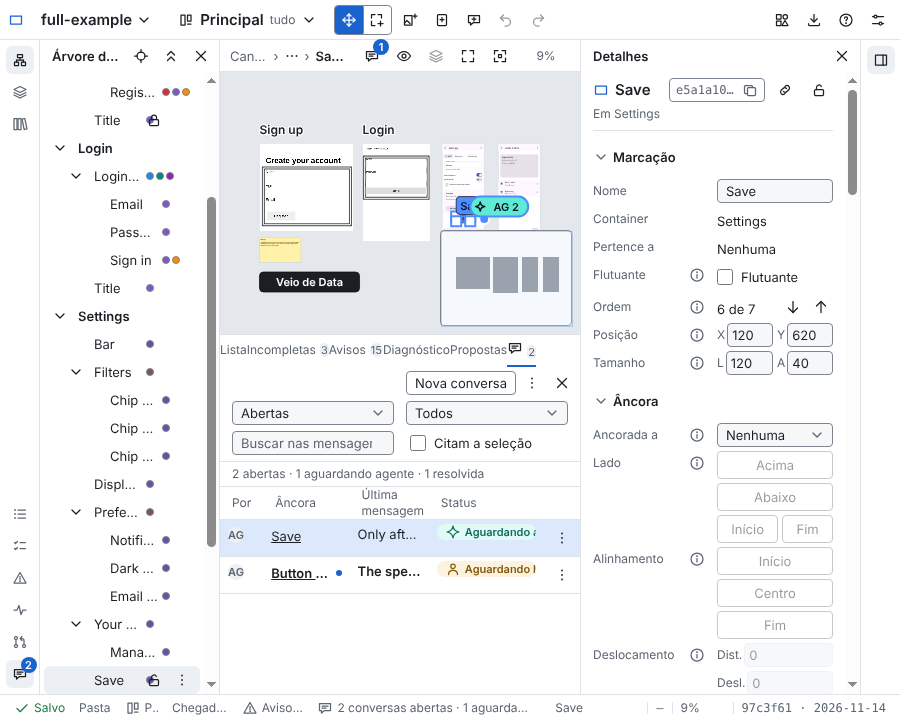 full-example
Principal tudo
Árvore d...
Regis...
Title
Login
Login...
Email
Pass...
Sign in
Title
Settings
Bar
Filters
Chip ...
Chip ...
Chip ...
Displ...
Prefe...
Notifi...
Dark ...
Email ...
Your ...
Mana...
Save
2
Can... › ··· › Sa...
1
9%
Sign up
Login
Create your account
AG 2
Veio de Data
Lista
Incompletas 3
Avisos 15
Diagnóstico
Propostas
2
Nova conversa
Abertas
Todos
Buscar nas mensager
Citam a seleção
2 abertas · 1 aguardando agente · 1 resolvida
Por
Âncora
Última mensagem
Status
AG Save Only aft... Aguardando a
AG Button ... The spe... Aguardando h
Detalhes
Save
e5a1a10...
Em Settings
Marcação
Nome Save
Container Settings
Pertence a Nenhuma
Flutuante Flutuante
Ordem 6 de 7
Posição X 120 Y 620
Tamanho L 120 A 40
Âncora
Ancorada a Nenhuma
Lado Acima
Abaixo
Início Fim
Alinhamento Início
Centro
Fim
Deslocamento Dist. 0
Desl. 0
Salvo
Pasta
P..
Chegad...
Aviso...
2 conversas abertas · 1 aguarda...
Save
9%
97c3f61 · 2026-11-14